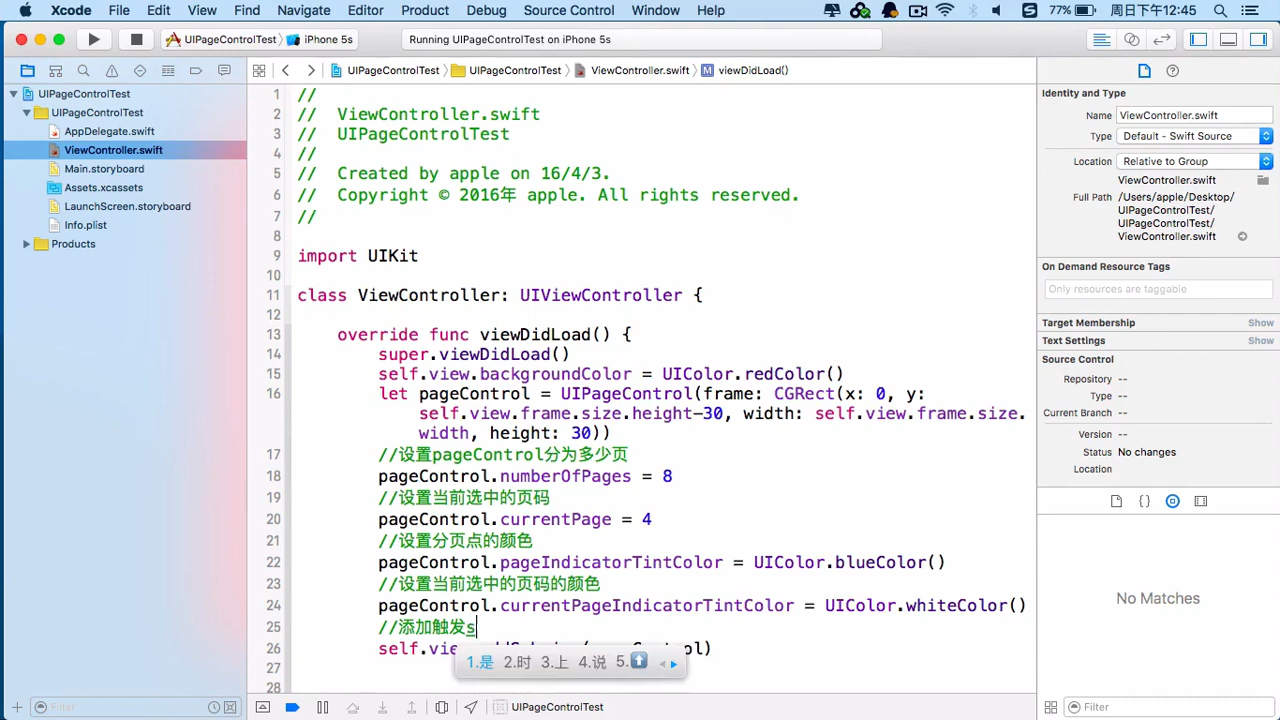 Xcode File Edit View Find Navigate Editor Product Debug Source Control Window Help 77% 周日下午12:45
UIPageControlTest iPhone 5s Running UIPageControlTest on iPhone 5s
UIPageControlTest UIPageControlTest ViewController.swift viewDidLoad()
UIPageControlTest
UIPageControlTest
AppDelegate.swift
ViewController.swift
Main.storyboard
Assets.xcassets
LaunchScreen.storyboard
Info.plist
Products
Filter
1 //
2 // ViewController.swift
3 // UIPageControlTest
4 //
5 // Created by apple on 16/4/3.
6 // Copyright © 2016年 apple. All rights reserved.
7 //
8
9 import UIKit
10
11 class ViewController: UIViewController {
12
13 override func viewDidLoad() {
14 super.viewDidLoad()
15 self.view.backgroundColor = UIColor.redColor()
16 let pageControl = UIPageControl(frame: CGRect(x: 0, y:
self.view.frame.size.height-30, width: self.view.frame.size.
width, height: 30))
17 //设置pageControl分为多少页
18 pageControl.numberOfPages = 8
19 //设置当前选中的页码
20 pageControl.currentPage = 4
21 //设置分页点的颜色
22 pageControl.pageIndicatorTintColor = UIColor.blueColor()
23 //设置当前选中的页码的颜色
24 pageControl.currentPageIndicatorTintColor = UIColor.whiteColor()
25 //添加触发s
26 self.vie
1.是 2.时 3.上 4.说 5.
27
28
UIPageControlTest
Identity and Type
Name ViewController.swift
Type Default - Swift Source
Location Relative to Group
ViewController.swift
Full Path /Users/apple/Desktop/
UIPageControlTest/
UIPageControlTest/
ViewController.swift
On Demand Resource Tags
Only resources are taggable
Target Membership Show
Text Settings Show
Source Control
Repository --
Type --
Current Branch --
Version --
Status No changes
Location
No Matches
Filter